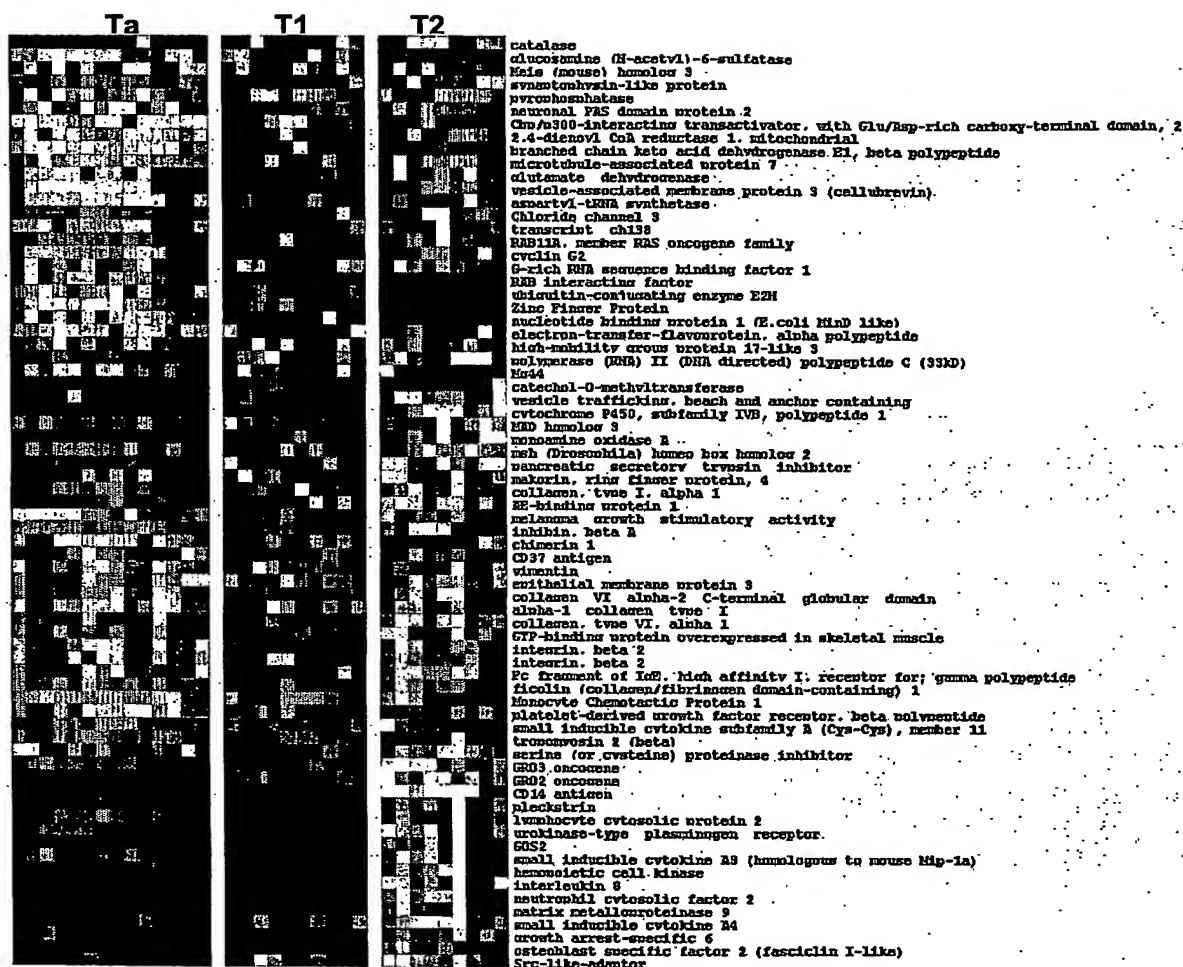 Ta T1 T2
catalase
glucosamine (N-acetyl)-6-sulfatase
Meis (mouse) homolog 3
synaptophysin-like protein
pyrophosphatase
neuronal PAS domain protein 2
Cbp/p300-interacting transactivator, with Glu/Asp-rich carboxy-terminal domain, 2
2,4-dienoyl CoA reductase 1, mitochondrial
branched chain keto acid dehydrogenase E1, beta polypeptide
microtubule-associated protein 7
glutamate dehydrogenase
vesicle-associated membrane protein 3 (cellubrevin)
aspartyl-tRNA synthetase
Chloride channel 3
transcript ch138
RAB11A, member RAS oncogene family
cyclin G2
G-rich RNA sequence binding factor 1
RAB interacting factor
ubiquitin-conjugating enzyme E2H
Zinc Finger Protein
nucleotide binding protein 1 (E.coli MinD like)
electron-transfer-flavoprotein, alpha polypeptide
high-mobility group protein 17-like 3
polymerase (RNA) II (DNA directed) polypeptide C (33kD)
catechol-O-methyltransferase
vesicle trafficking, beach and anchor containing
cytochrome P450, subfamily IVB, polypeptide 1
MAD homolog 3
monoamine oxidase A
msh (Drosophila) homeo box homolog 2
pancreatic secretory trypsin inhibitor
makorin, ring finger protein, 4
collagen, type I, alpha 1
AE-binding protein 1
melanoma growth stimulatory activity
inhibin, beta A
chimerin 1
CD37 antigen
vimentin
epithelial membrane protein 3
collagen VI alpha-2 C-terminal globular domain
alpha-1 collagen type I
collagen, type VI, alpha 1
GTP-binding protein overexpressed in skeletal muscle
integrin, beta 2
integrin, beta 2
Fc fragment of IgE, high affinity I, receptor for; gamma polypeptide
ficolin (collagen/fibrinogen domain-containing) 1
Monocyte Chemotactic Protein 1
platelet-derived growth factor receptor, beta polypeptide
small inducible cytokine subfamily A (Cys-Cys), member 11
tropomyosin 2 (beta)
serine (or cysteine) proteinase inhibitor
GRO3 oncogene
GRO2 oncogene
CD14 antigen
pleckstrin
lymphocyte cytosolic protein 2
urokinase-type plasminogen receptor
GOS2
small inducible cytokine A3 (homologous to mouse Mip-1a)
hemopoietic cell kinase
interleukin 8
neutrophil cytosolic factor 2
matrix metalloproteinase 9
small inducible cytokine A4
growth arrest-specific 6
osteoblast specific factor 2 (fasciclin I-like)
Src-like-adaptor